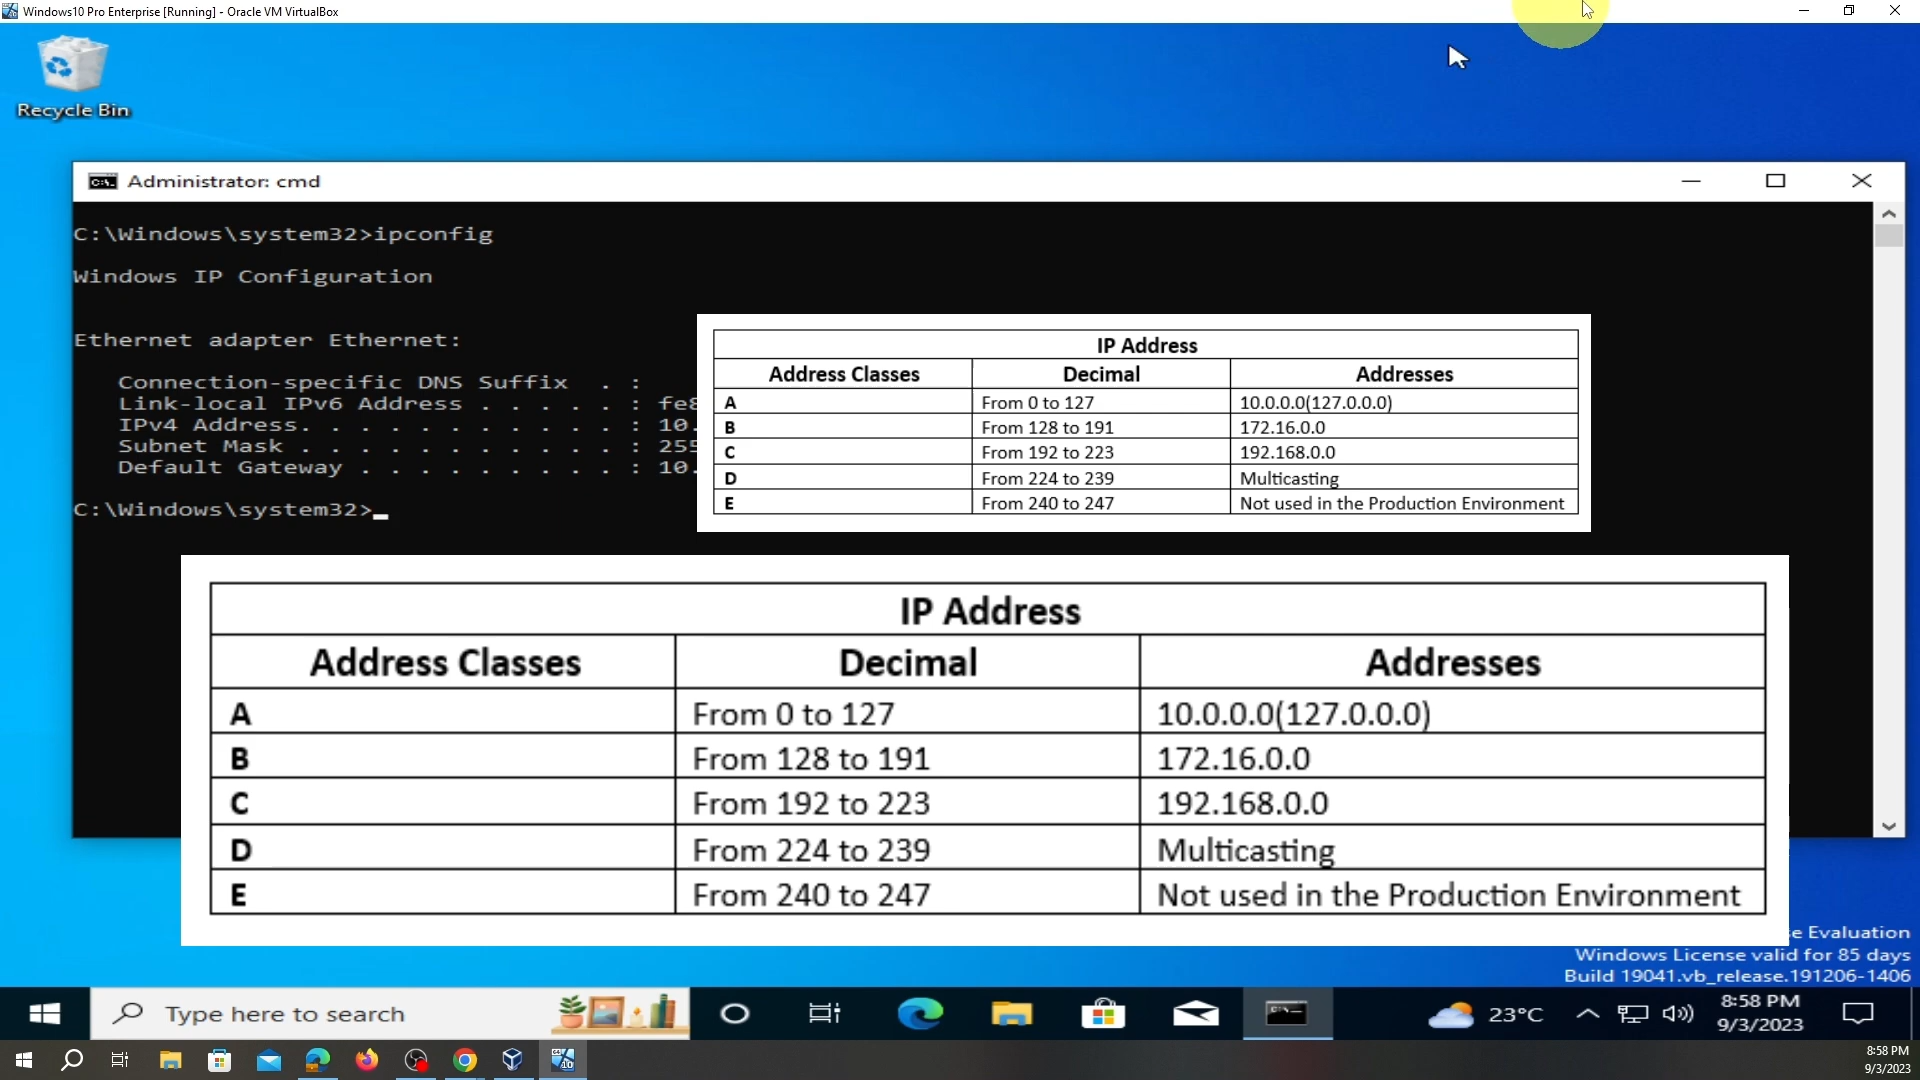 Windows10 Pro Enterprise [Running] - Oracle VM VirtualBox
Recycle Bin
Administrator: cmd
C:\Windows\system32>ipconfig
Windows IP Configuration
Ethernet adapter Ethernet:
Connection-specific DNS Suffix . :
Link-local IPv6 Address . . . . . : fe8
IPv4 Address. . . . . . . . . . . : 10.
Subnet Mask . . . . . . . . . . . : 255
Default Gateway . . . . . . . . . : 10.
C:\Windows\system32>_
IP Address
Address Classes Decimal Addresses
A From 0 to 127 10.0.0.0(127.0.0.0)
B From 128 to 191 172.16.0.0
C From 192 to 223 192.168.0.0
D From 224 to 239 Multicasting
E From 240 to 247 Not used in the Production Environment
IP Address
Address Classes Decimal Addresses
A From 0 to 127 10.0.0.0(127.0.0.0)
B From 128 to 191 172.16.0.0
C From 192 to 223 192.168.0.0
D From 224 to 239 Multicasting
E From 240 to 247 Not used in the Production Environment
e Evaluation
Windows License valid for 85 days
Build 19041.vb_release.191206-1406
Type here to search
23°C
8:58 PM
9/3/2023
8:58 PM
9/3/2023